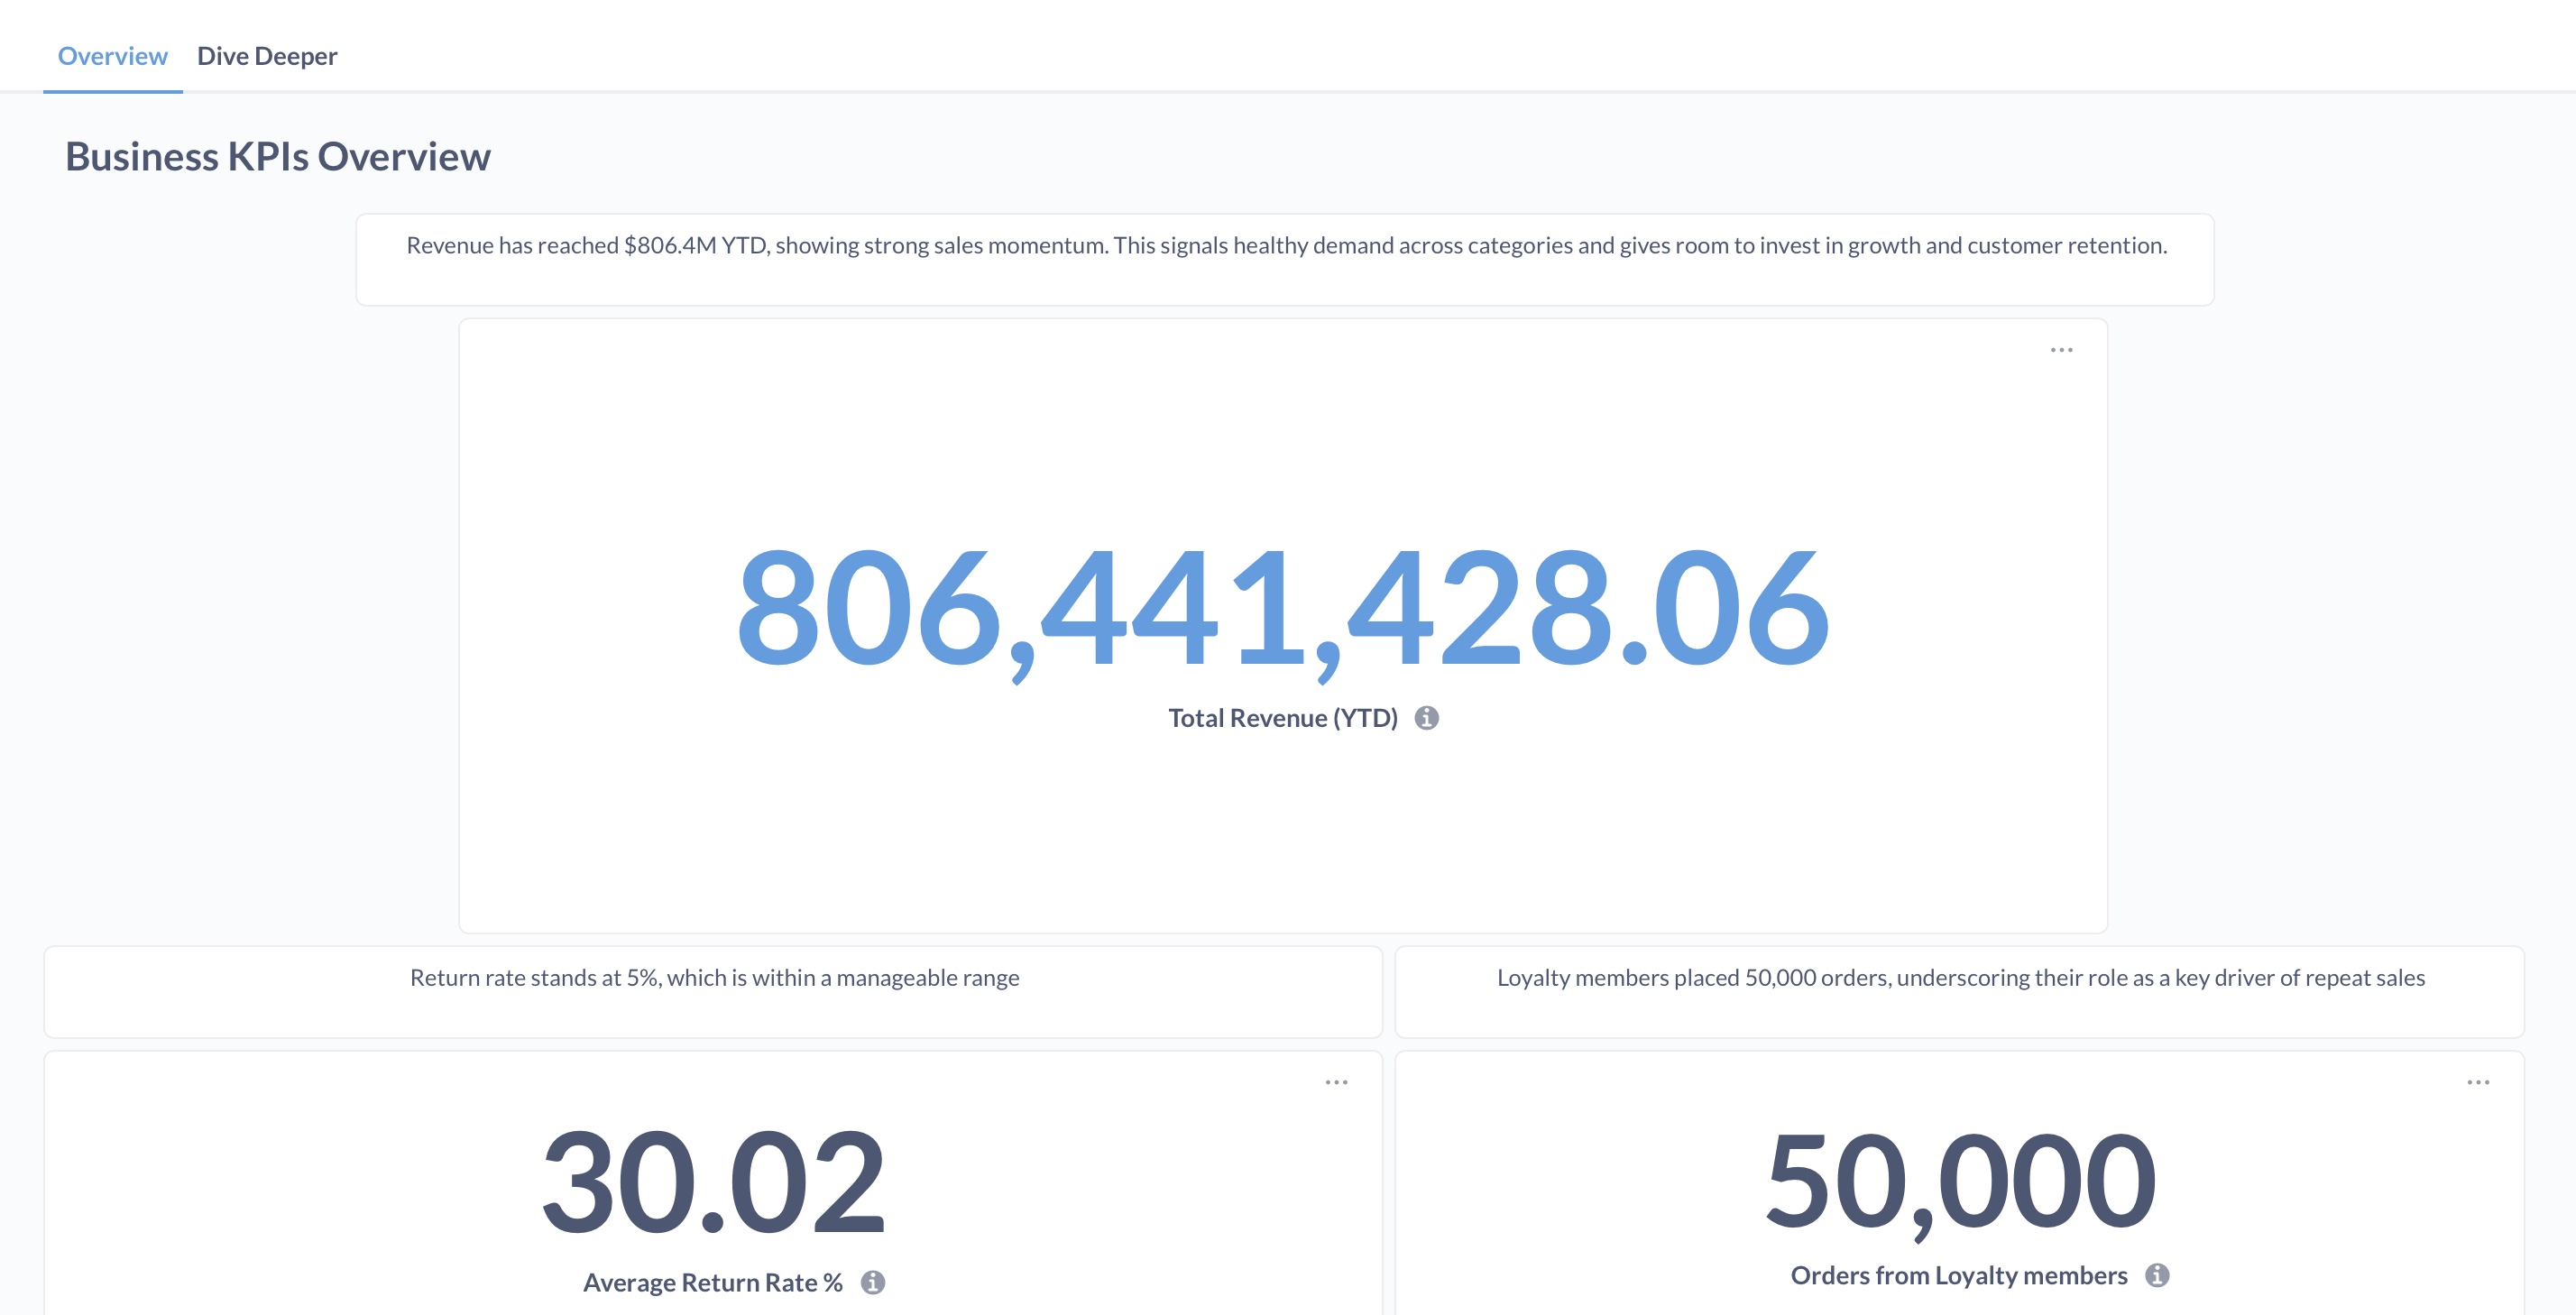 Overview Dive Deeper
Business KPIs Overview
Revenue has reached $806.4M YTD, showing strong sales momentum. This signals healthy demand across categories and gives room to invest in growth and customer retention.
806,441,428.06
Total Revenue (YTD)
Return rate stands at 5%, which is within a manageable range
Loyalty members placed 50,000 orders, underscoring their role as a key driver of repeat sales
30.02
Average Return Rate %
50,000
Orders from Loyalty members